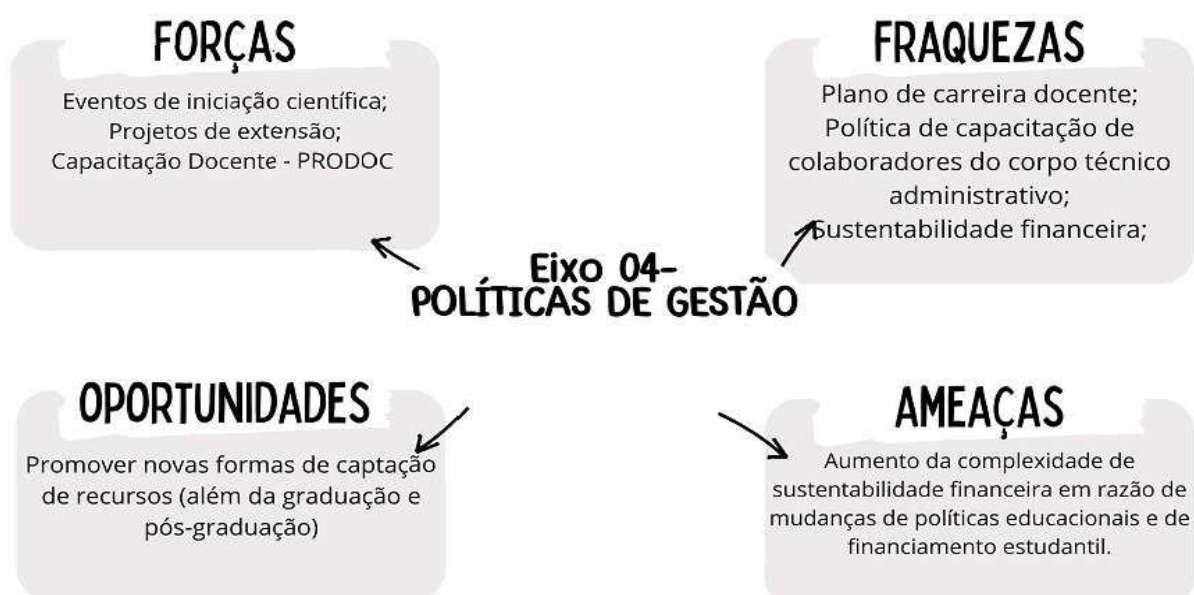 FORÇAS
Eventos de iniciação científica;
Projetos de extensão;
Capacitação Docente - PRODOC
FRAQUEZAS
Plano de carreira docente;
Política de capacitação de
colaboradores do corpo técnico
administrativo;
Sustentabilidade financeira;
Eixo 04-
POLÍTICAS DE GESTÃO
OPORTUNIDADES
Promover novas formas de captação
de recursos (além da graduação e
pós-graduação)
AMEAÇAS
Aumento da complexidade de
sustentabilidade financeira em razão de
mudanças de políticas educacionais e de
financiamento estudantil.